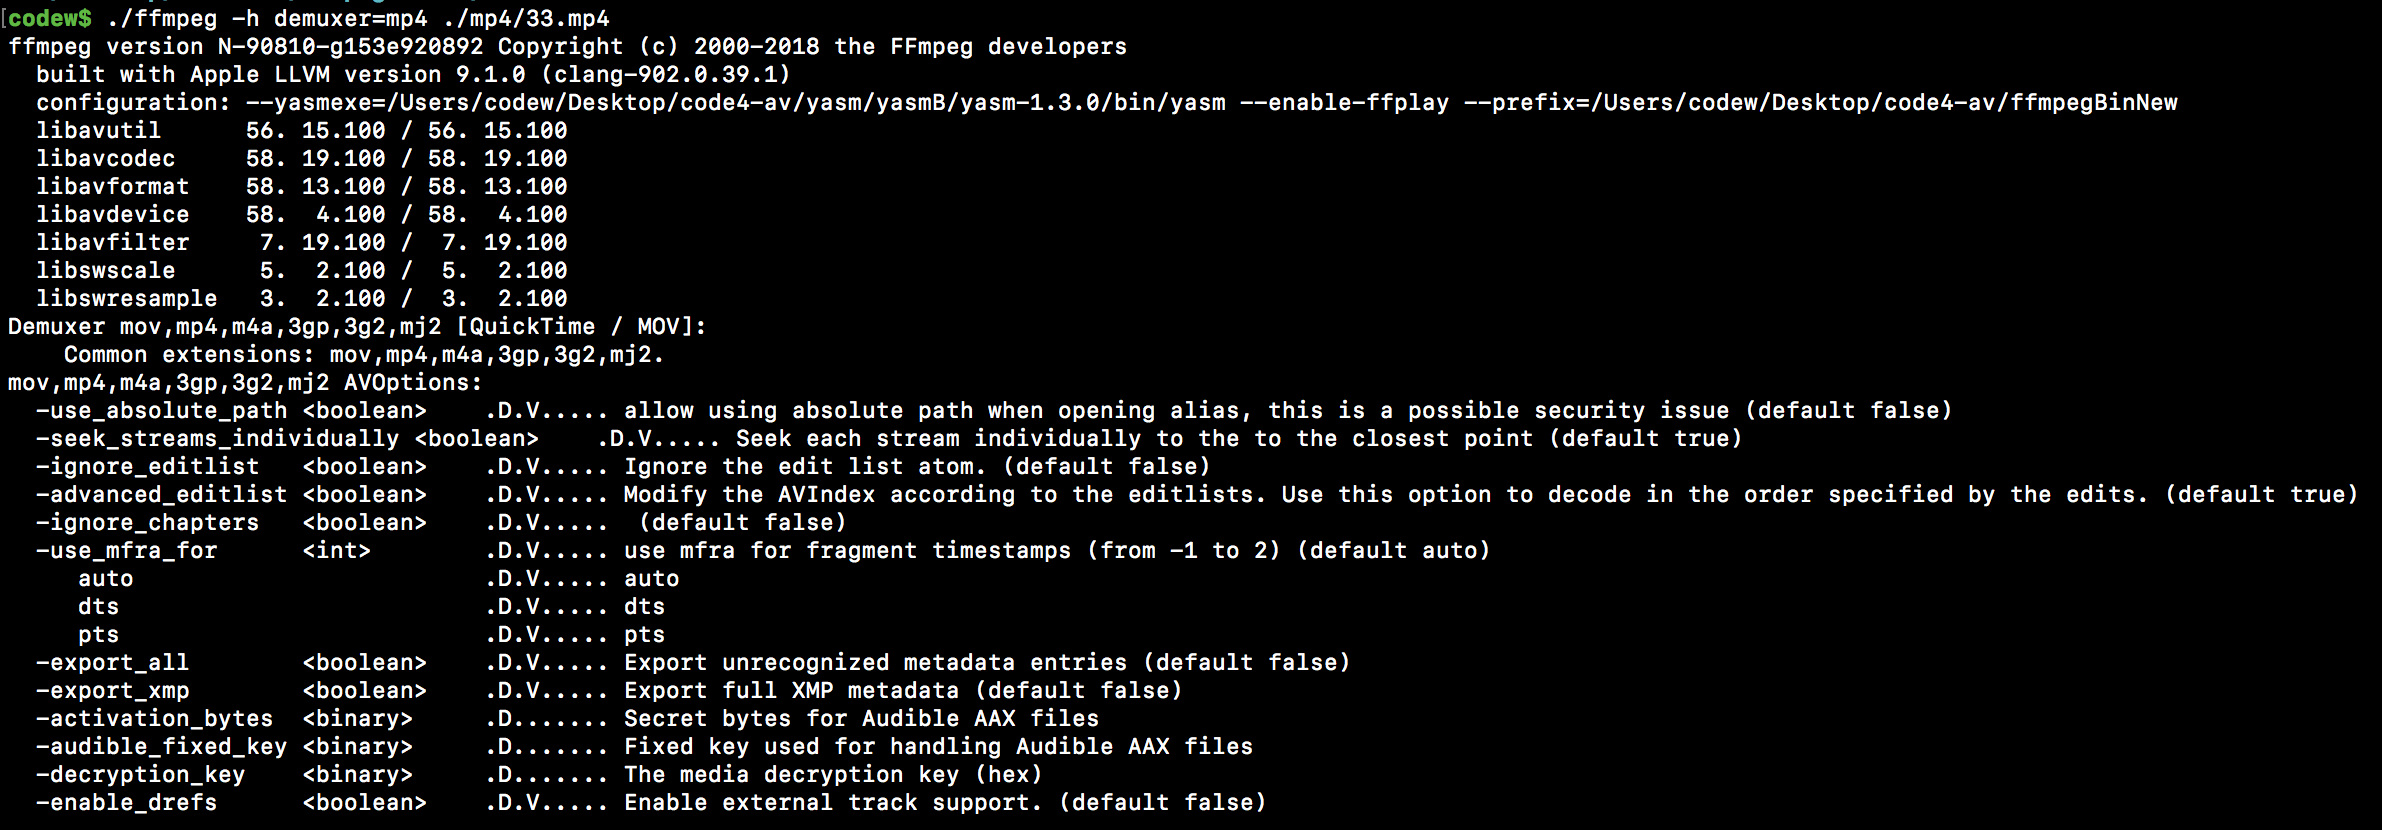 [codew$ ./ffmpeg -h demuxer=mp4 ./mp4/33.mp4
ffmpeg version N-90810-g153e920892 Copyright (c) 2000-2018 the FFmpeg developers
  built with Apple LLVM version 9.1.0 (clang-902.0.39.1)
  configuration: --yasmexe=/Users/codew/Desktop/code4-av/yasm/yasmB/yasm-1.3.0/bin/yasm --enable-ffplay --prefix=/Users/codew/Desktop/code4-av/ffmpegBinNew
  libavutil      56. 15.100 / 56. 15.100
  libavcodec     58. 19.100 / 58. 19.100
  libavformat    58. 13.100 / 58. 13.100
  libavdevice    58.  4.100 / 58.  4.100
  libavfilter     7. 19.100 /  7. 19.100
  libswscale      5.  2.100 /  5.  2.100
  libswresample   3.  2.100 /  3.  2.100
Demuxer mov,mp4,m4a,3gp,3g2,mj2 [QuickTime / MOV]:
    Common extensions: mov,mp4,m4a,3gp,3g2,mj2.
mov,mp4,m4a,3gp,3g2,mj2 AVOptions:
  -use_absolute_path <boolean>    .D.V..... allow using absolute path when opening alias, this is a possible security issue (default false)
  -seek_streams_individually <boolean>    .D.V..... Seek each stream individually to the to the closest point (default true)
  -ignore_editlist   <boolean>    .D.V..... Ignore the edit list atom. (default false)
  -advanced_editlist <boolean>    .D.V..... Modify the AVIndex according to the editlists. Use this option to decode in the order specified by the edits. (default true)
  -ignore_chapters   <boolean>    .D.V.....  (default false)
  -use_mfra_for      <int>        .D.V..... use mfra for fragment timestamps (from -1 to 2) (default auto)
     auto                         .D.V..... auto
     dts                          .D.V..... dts
     pts                          .D.V..... pts
  -export_all        <boolean>    .D.V..... Export unrecognized metadata entries (default false)
  -export_xmp        <boolean>    .D.V..... Export full XMP metadata (default false)
  -activation_bytes  <binary>     .D....... Secret bytes for Audible AAX files
  -audible_fixed_key <binary>     .D....... Fixed key used for handling Audible AAX files
  -decryption_key    <binary>     .D....... The media decryption key (hex)
  -enable_drefs      <boolean>    .D.V..... Enable external track support. (default false)